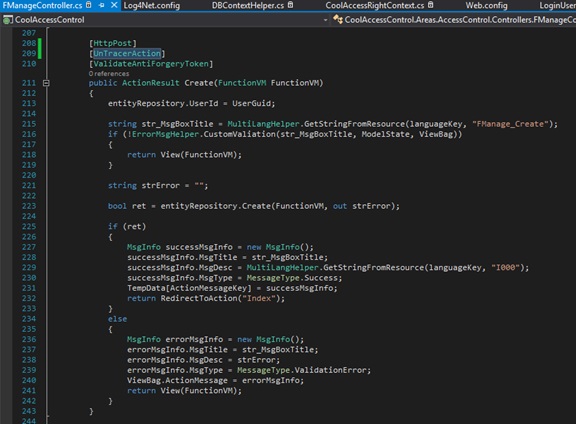 FManageController.cs Log4Net.config DBContextHelper.cs CoolAccessRightContext.cs Web.config LoginUser
CoolAccessControl CoolAccessControl.Areas.AccessControl.Controllers.FManageCo
207
208 [HttpPost]
209 [UnTracerAction]
210 [ValidateAntiForgeryToken]
0 references
211 public ActionResult Create(FunctionVM FunctionVM)
212 {
213 entityRepository.UserId = UserGuid;
214
215 string str_MsgBoxTitle = MultiLangHelper.GetStringFromResource(languageKey, "FManage_Create");
216 if (!ErrorMsgHelper.CustomValiation(str_MsgBoxTitle, ModelState, ViewBag))
217 {
218 return View(FunctionVM);
219 }
220
221 string strError = "";
222
223 bool ret = entityRepository.Create(FunctionVM, out strError);
224
225 if (ret)
226 {
227 MsgInfo successMsgInfo = new MsgInfo();
228 successMsgInfo.MsgTitle = str_MsgBoxTitle;
229 successMsgInfo.MsgDesc = MultiLangHelper.GetStringFromResource(languageKey, "I000");
230 successMsgInfo.MsgType = MessageType.Success;
231 TempData[ActionMessageKey] = successMsgInfo;
232 return RedirectToAction("Index");
233 }
234 else
235 {
236 MsgInfo errorMsgInfo = new MsgInfo();
237 errorMsgInfo.MsgTitle = str_MsgBoxTitle;
238 errorMsgInfo.MsgDesc = strError;
239 errorMsgInfo.MsgType = MessageType.ValidationError;
240 ViewBag.ActionMessage = errorMsgInfo;
241 return View(FunctionVM);
242 }
243 }
244